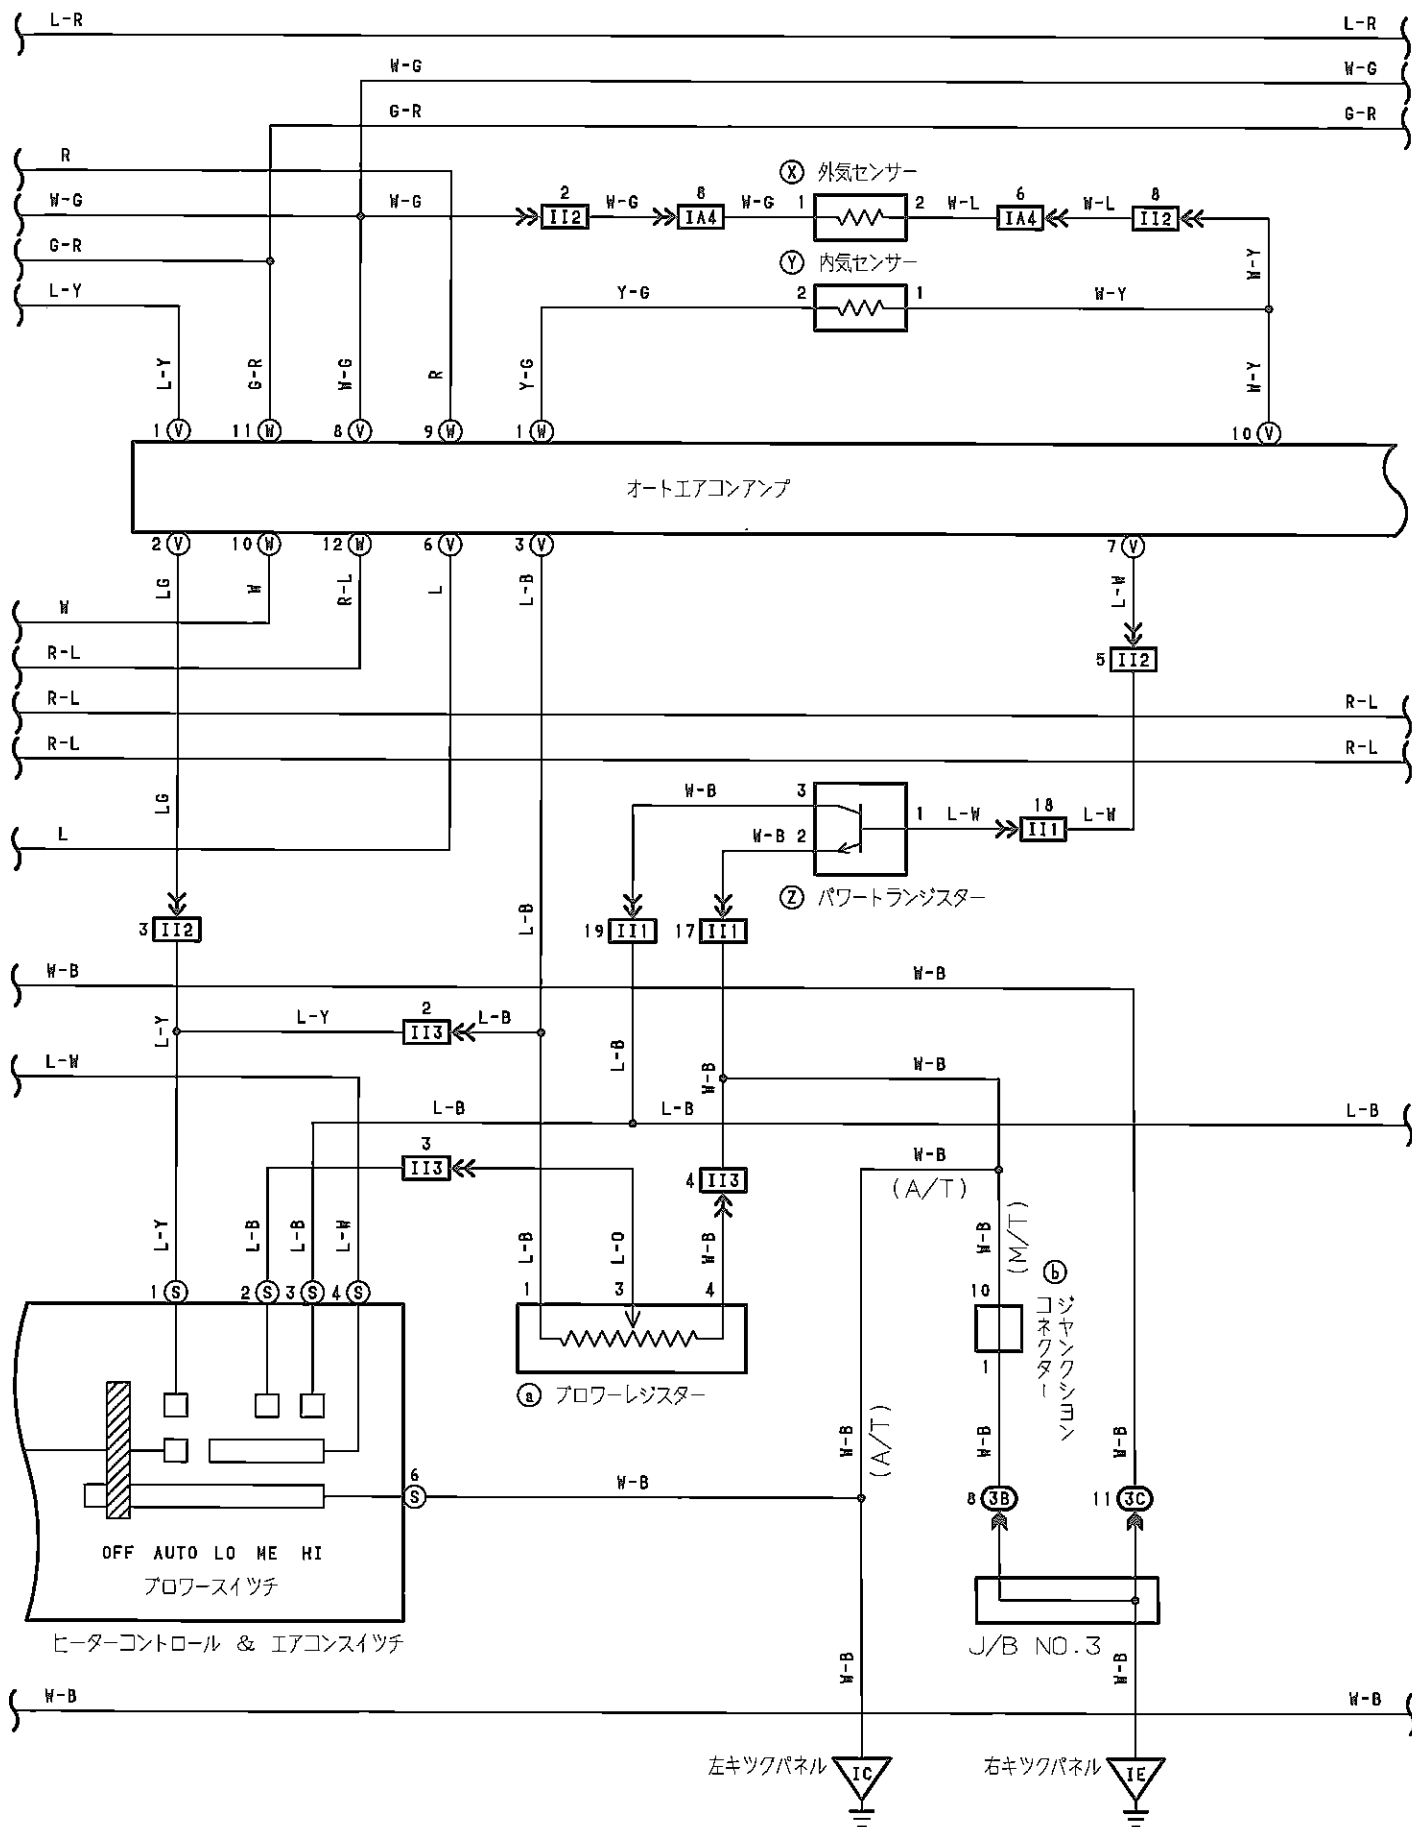 L-R L-R
W-G W-G
G-R G-R
R
Ⓧ 外気センサー
W-G W-G 2 II2 W-G 8 IA4 W-G 1 2 W-L 6 IA4 W-L 8 II2
G-R
Ⓨ 内気センサー
W-Y
L-Y Y-G 2 1 W-Y
L-Y G-R W-G R Y-G W-Y
1 V 11 W 8 V 9 W 1 W 10 V
オートエアコンアンプ
2 V 10 W 12 W 6 V 3 V 7 V
LG W R-L L L-B L-W
W
R-L 5 II2
R-L R-L
R-L R-L
LG W-B 3 1 L-W 18 II1 L-W
L W-B 2
Ⓩ パワートランジスター
L-B
3 II2 19 II1 17 II1
W-B W-B
L-Y L-Y 2 II3 L-B
L-W L-B W-B W-B
L-B L-B L-B
3 II3 4 II3 W-B
(A/T)
L-Y L-B L-B L-W L-B L-O W-B W-B (M/T)
1 S 2 S 3 S 4 S 1 3 4 10
ⓑ ジヤンクシヨン
コネクター
1
ⓐ ブロワーレジスター
W-B (A/T) W-B W-B
6 S W-B 8 3B 11 3C
OFF AUTO LO ME HI
ブロワースイツチ
ヒーターコントロール & エアコンスイツチ
J/B NO.3
W-B W-B
W-B W-B
左キツクパネル IC
右キツクパネル IE